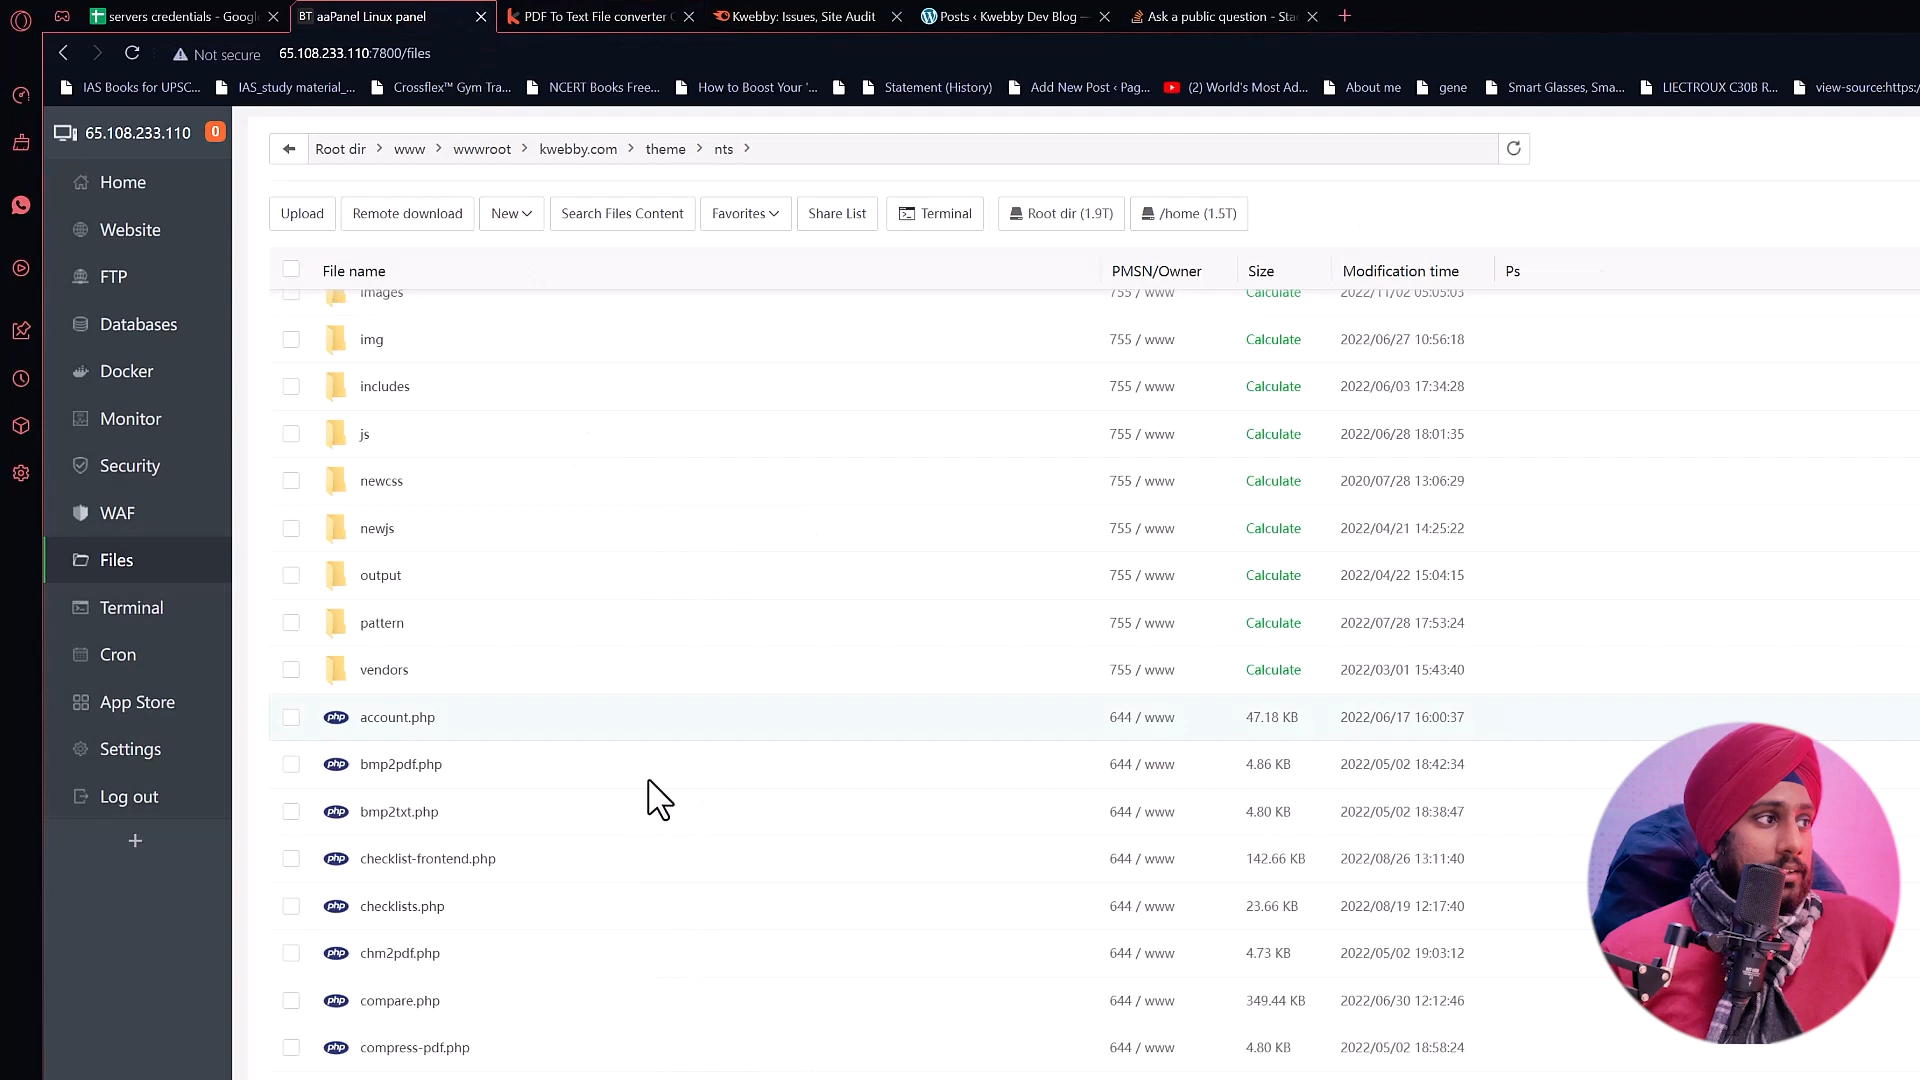 servers credentials - Google
BT aaPanel Linux panel
PDF To Text File converter
Kwebby: Issues, Site Audit
Posts ‹ Kwebby Dev Blog —
Ask a public question - Sta
Not secure 65.108.233.110:7800/files
IAS Books for UPSC... IAS_study material_... Crossflex™ Gym Tra... NCERT Books Free... How to Boost Your '... Statement (History) Add New Post ‹ Pag... (2) World's Most Ad... About me gene Smart Glasses, Sma... LIECTROUX C30B R... view-source:https:/
65.108.233.110 0
Home
Website
FTP
Databases
Docker
Monitor
Security
WAF
Files
Terminal
Cron
App Store
Settings
Log out
+
Root dir > www > wwwroot > kwebby.com > theme > nts >
Upload Remote download New Search Files Content Favorites Share List Terminal Root dir (1.9T) /home (1.5T)
File name PMSN/Owner Size Modification time Ps
images 755 / www Calculate 2022/11/02 05:05:03
img 755 / www Calculate 2022/06/27 10:56:18
includes 755 / www Calculate 2022/06/03 17:34:28
js 755 / www Calculate 2022/06/28 18:01:35
newcss 755 / www Calculate 2020/07/28 13:06:29
newjs 755 / www Calculate 2022/04/21 14:25:22
output 755 / www Calculate 2022/04/22 15:04:15
pattern 755 / www Calculate 2022/07/28 17:53:24
vendors 755 / www Calculate 2022/03/01 15:43:40
php account.php 644 / www 47.18 KB 2022/06/17 16:00:37
php bmp2pdf.php 644 / www 4.86 KB 2022/05/02 18:42:34
php bmp2txt.php 644 / www 4.80 KB 2022/05/02 18:38:47
php checklist-frontend.php 644 / www 142.66 KB 2022/08/26 13:11:40
php checklists.php 644 / www 23.66 KB 2022/08/19 12:17:40
php chm2pdf.php 644 / www 4.73 KB 2022/05/02 19:03:12
php compare.php 644 / www 349.44 KB 2022/06/30 12:12:46
php compress-pdf.php 644 / www 4.80 KB 2022/05/02 18:58:24